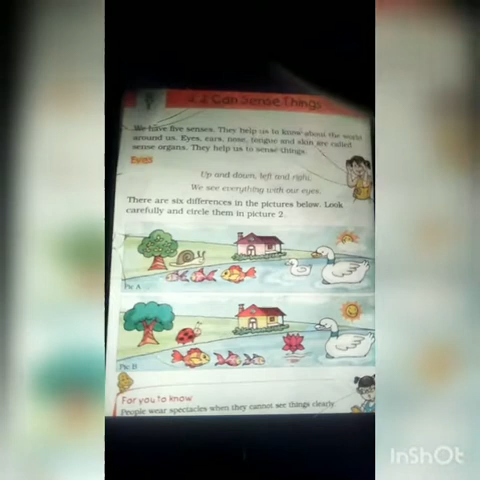 I Can Sense Things
We have five senses. They help us to know about the world
around us. Eyes, ears, nose, tongue and skin are called
sense organs. They help us to sense things.
Eyes
Up and down, left and right,
We see everything with our eyes.
There are six differences in the pictures below. Look
carefully and circle them in picture 2.
Pic A
Pic B
For you to know
People wear spectacles when they cannot see things clearly
InShOt